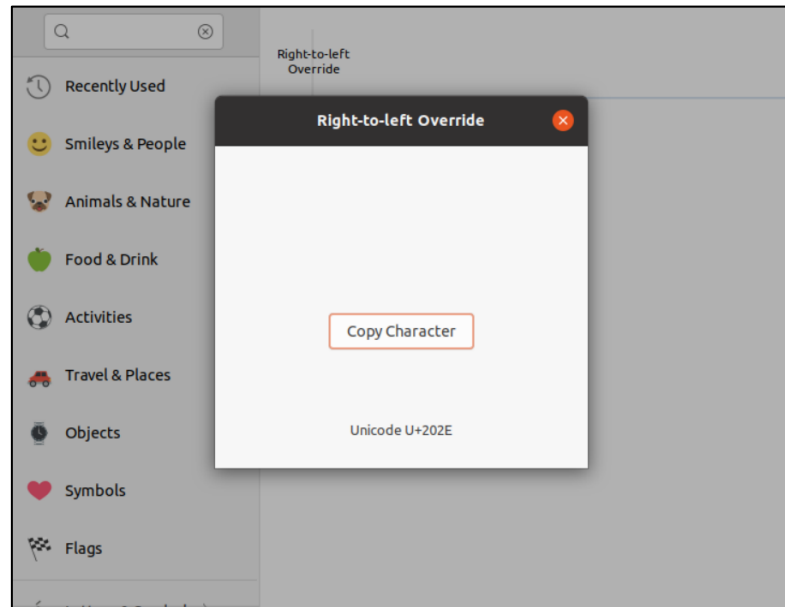 Right-to-left
Override
Recently Used
Smileys & People
Animals & Nature
Food & Drink
Activities
Travel & Places
Objects
Symbols
Flags
Right-to-left Override
Copy Character
Unicode U+202E